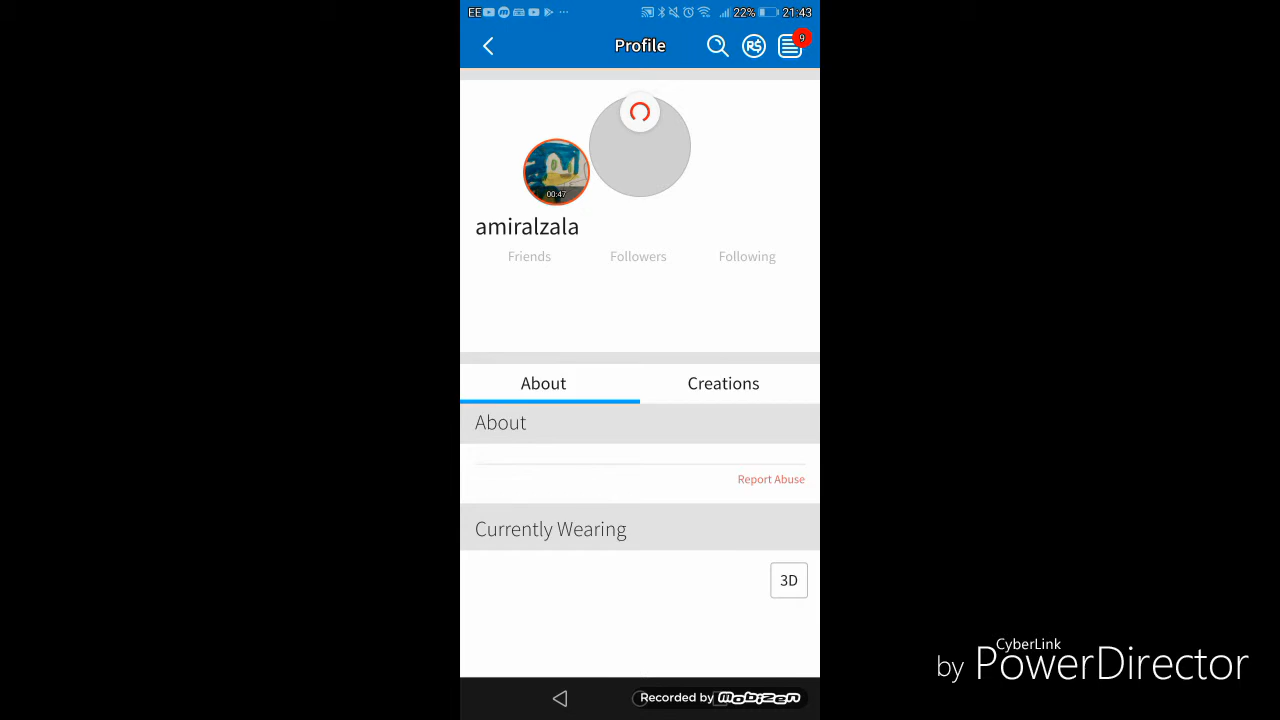 EE 22% 21:43
Profile R$ 9
00:47
amiralzala
Friends Followers Following
About Creations
About
Report Abuse
Currently Wearing
3D
CyberLink
by PowerDirector
Recorded by mobizen